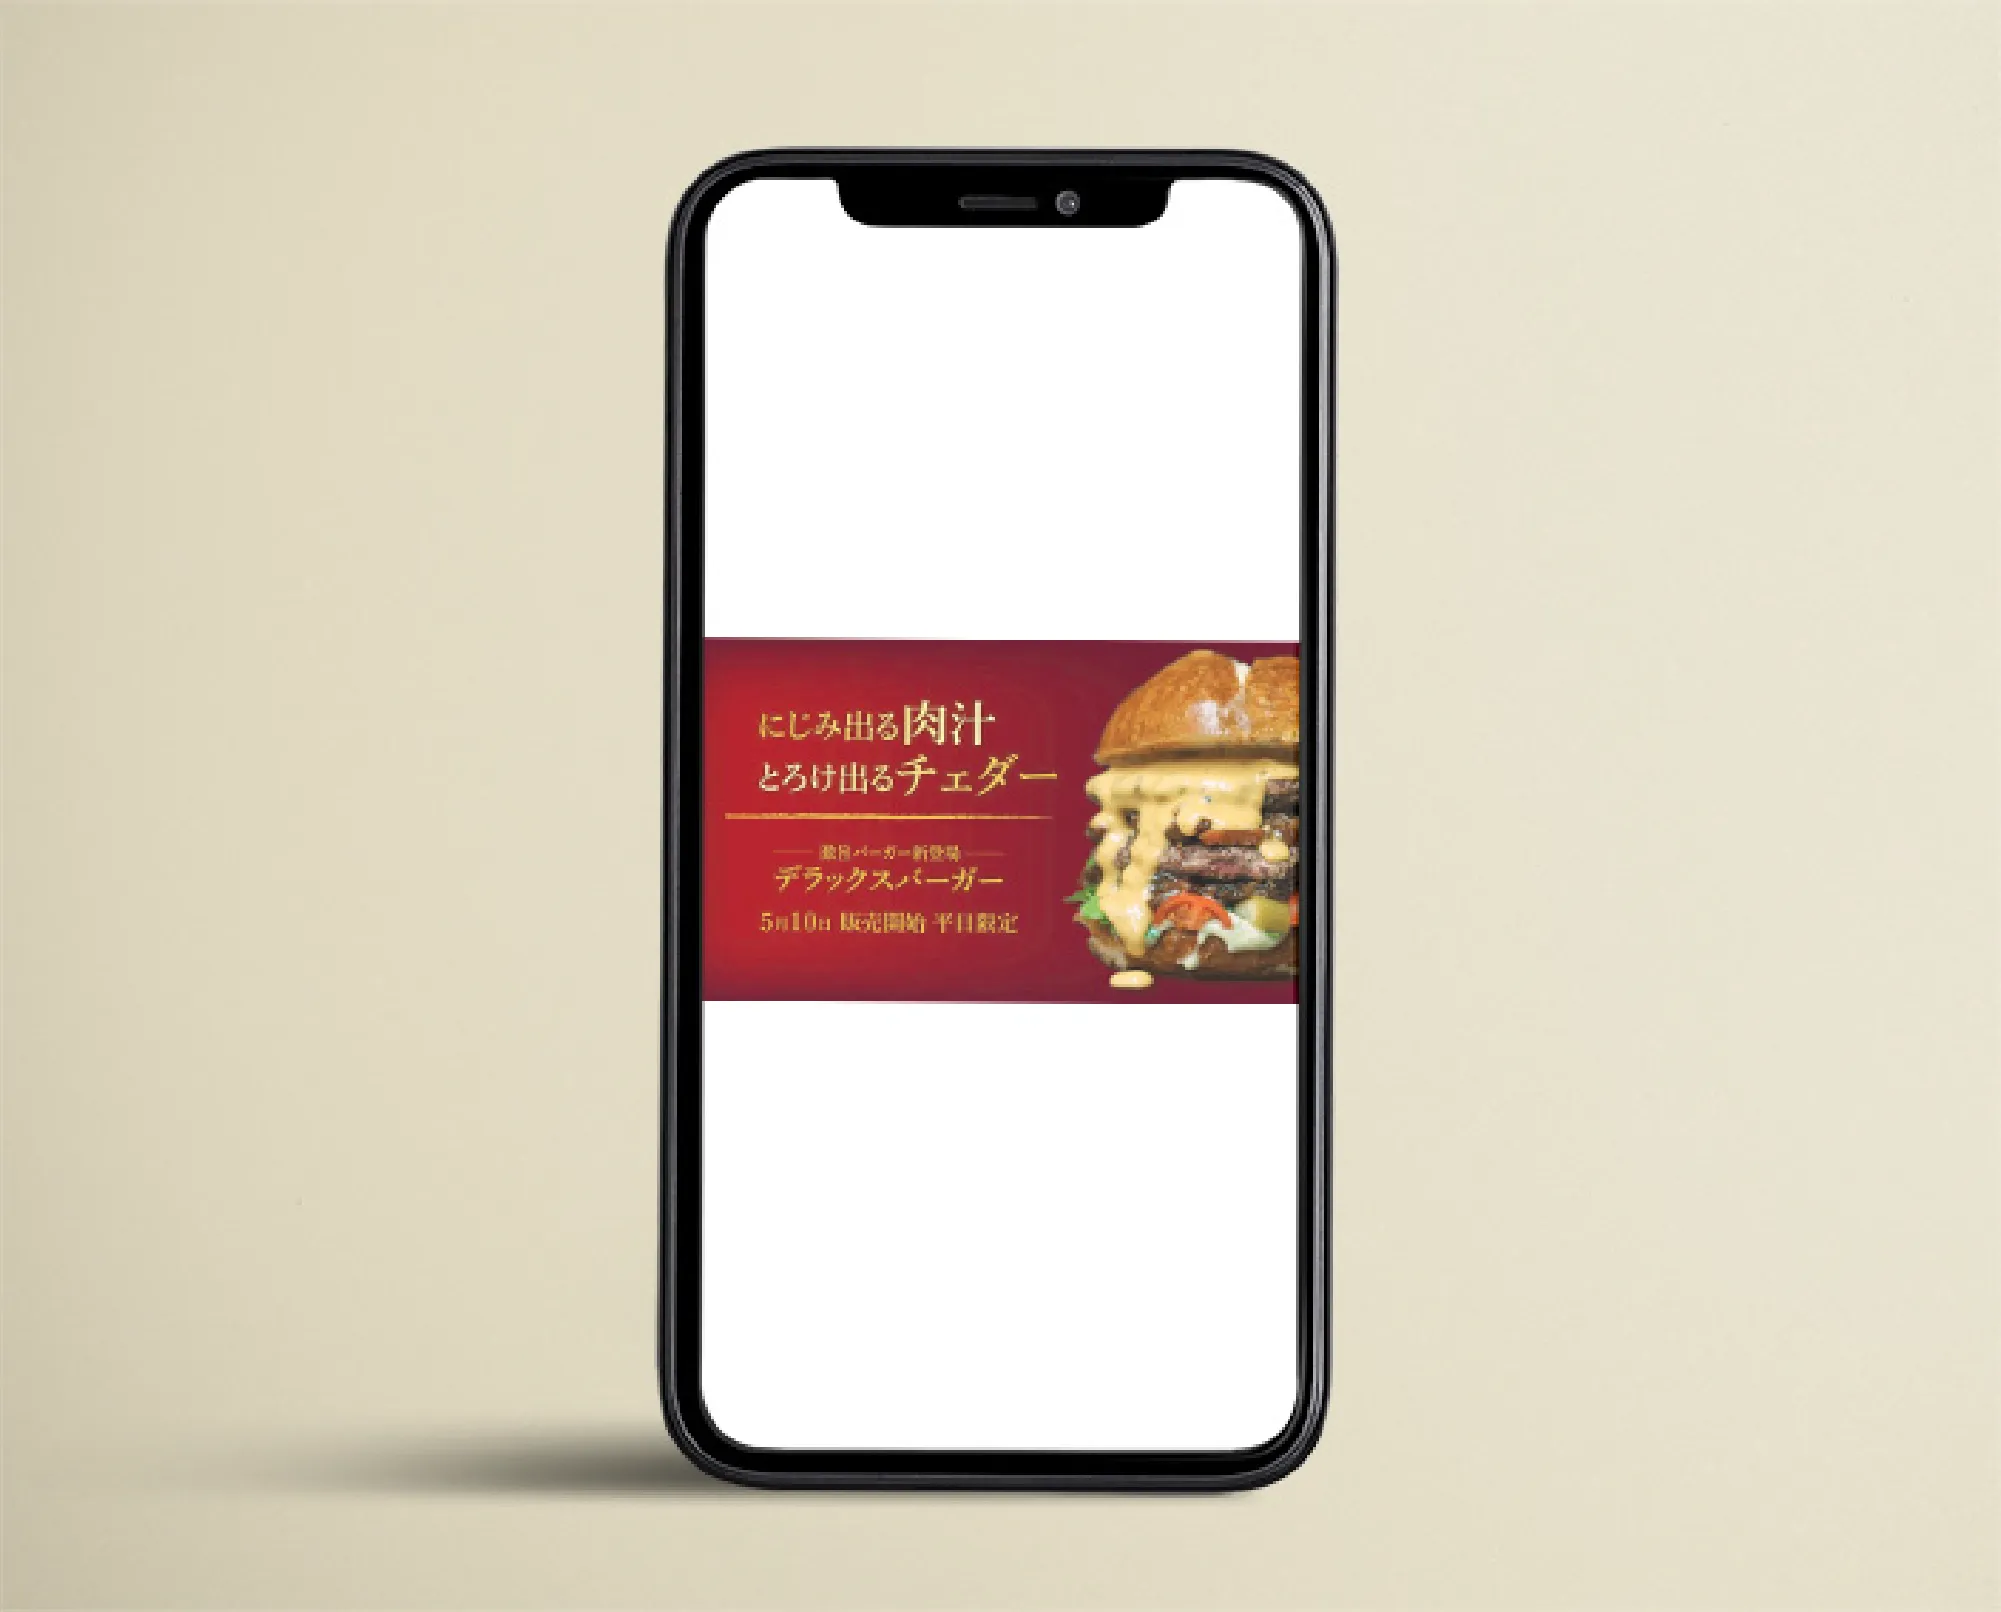 にじみ出る肉汁
とろけ出るチェダー
激旨バーガー新登場
デラックスバーガー
5月10日 販売開始 平日限定